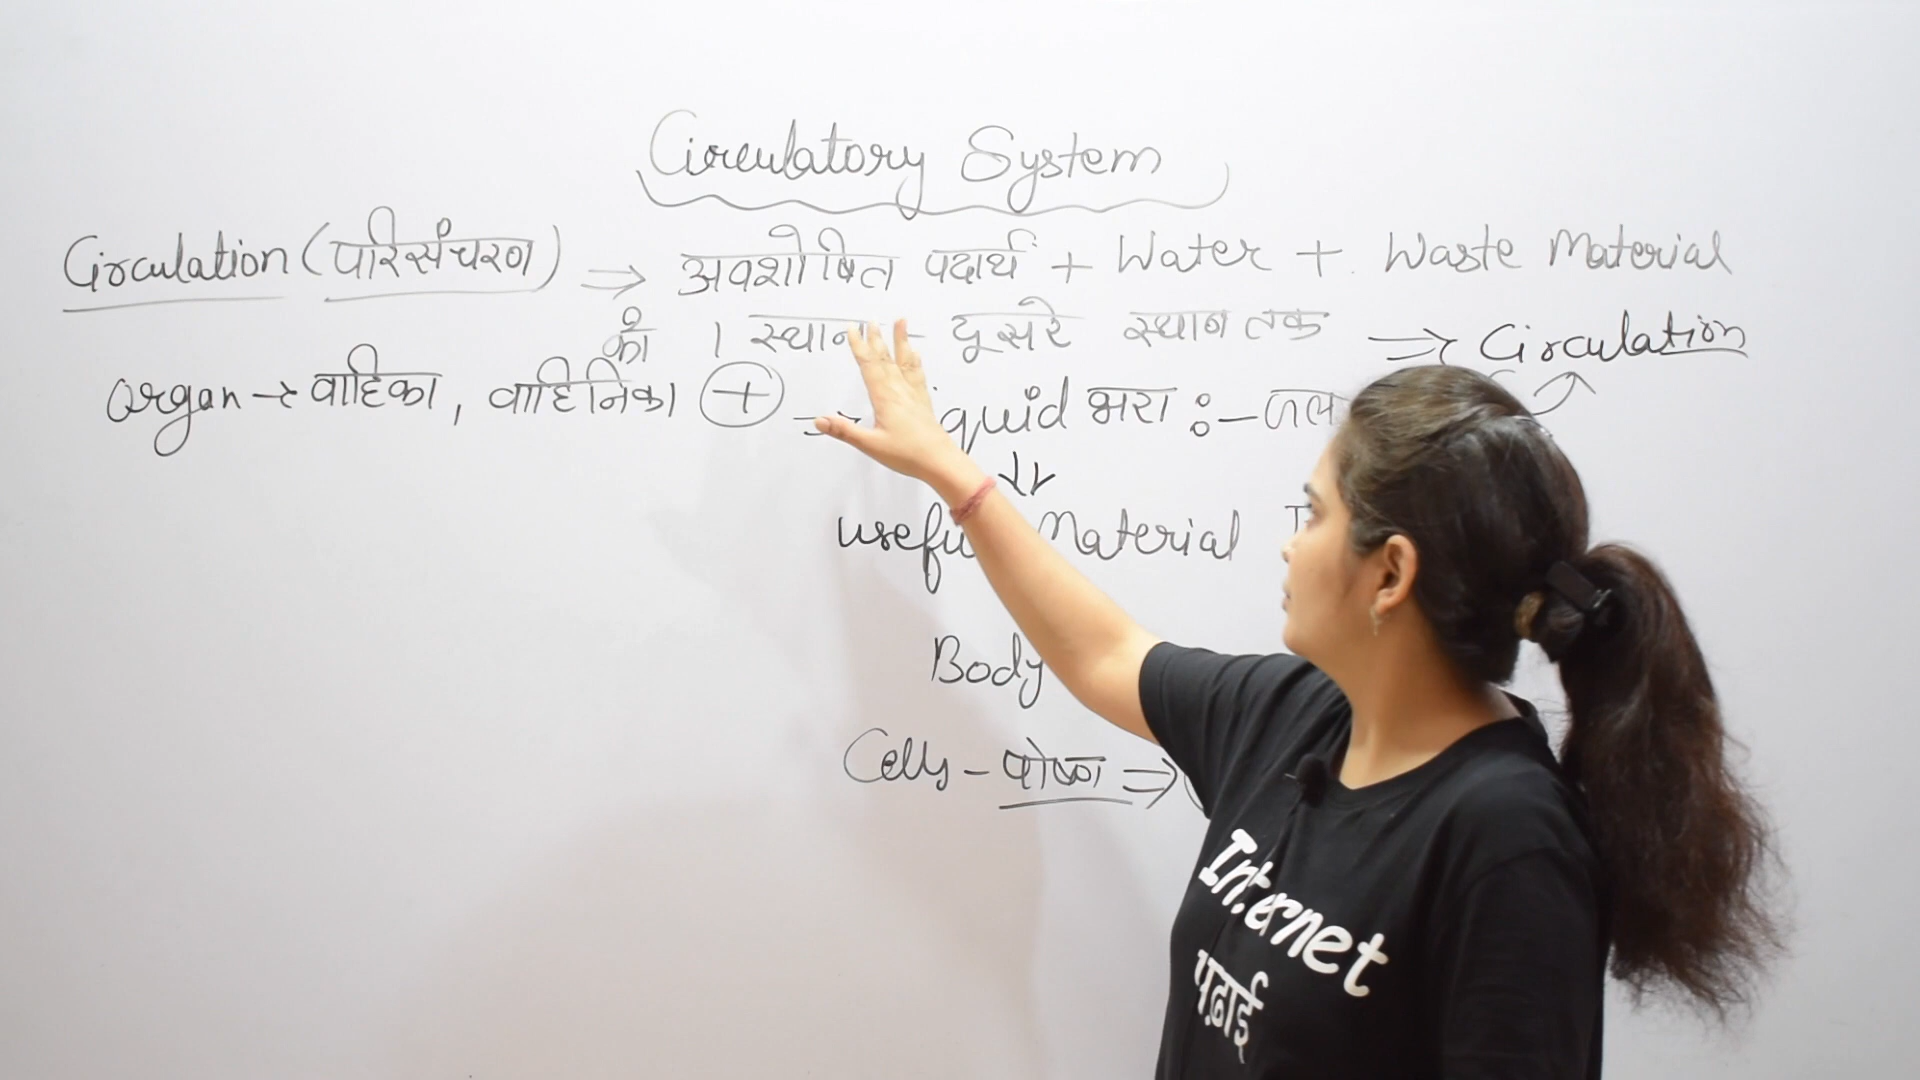 Circulatory System
Circulation (परिसंचरण) ⇒ अवशोषित पदार्थ + Water + Waste Material
को 1 स्थान - दूसरे स्थान तक ⇒ Circulation
organ → वाहिका, वाहिनिका (+) ⇒ भरा :- जल
Material
Body
Cells - पोषण ⇒
Internet
पढ़ाई